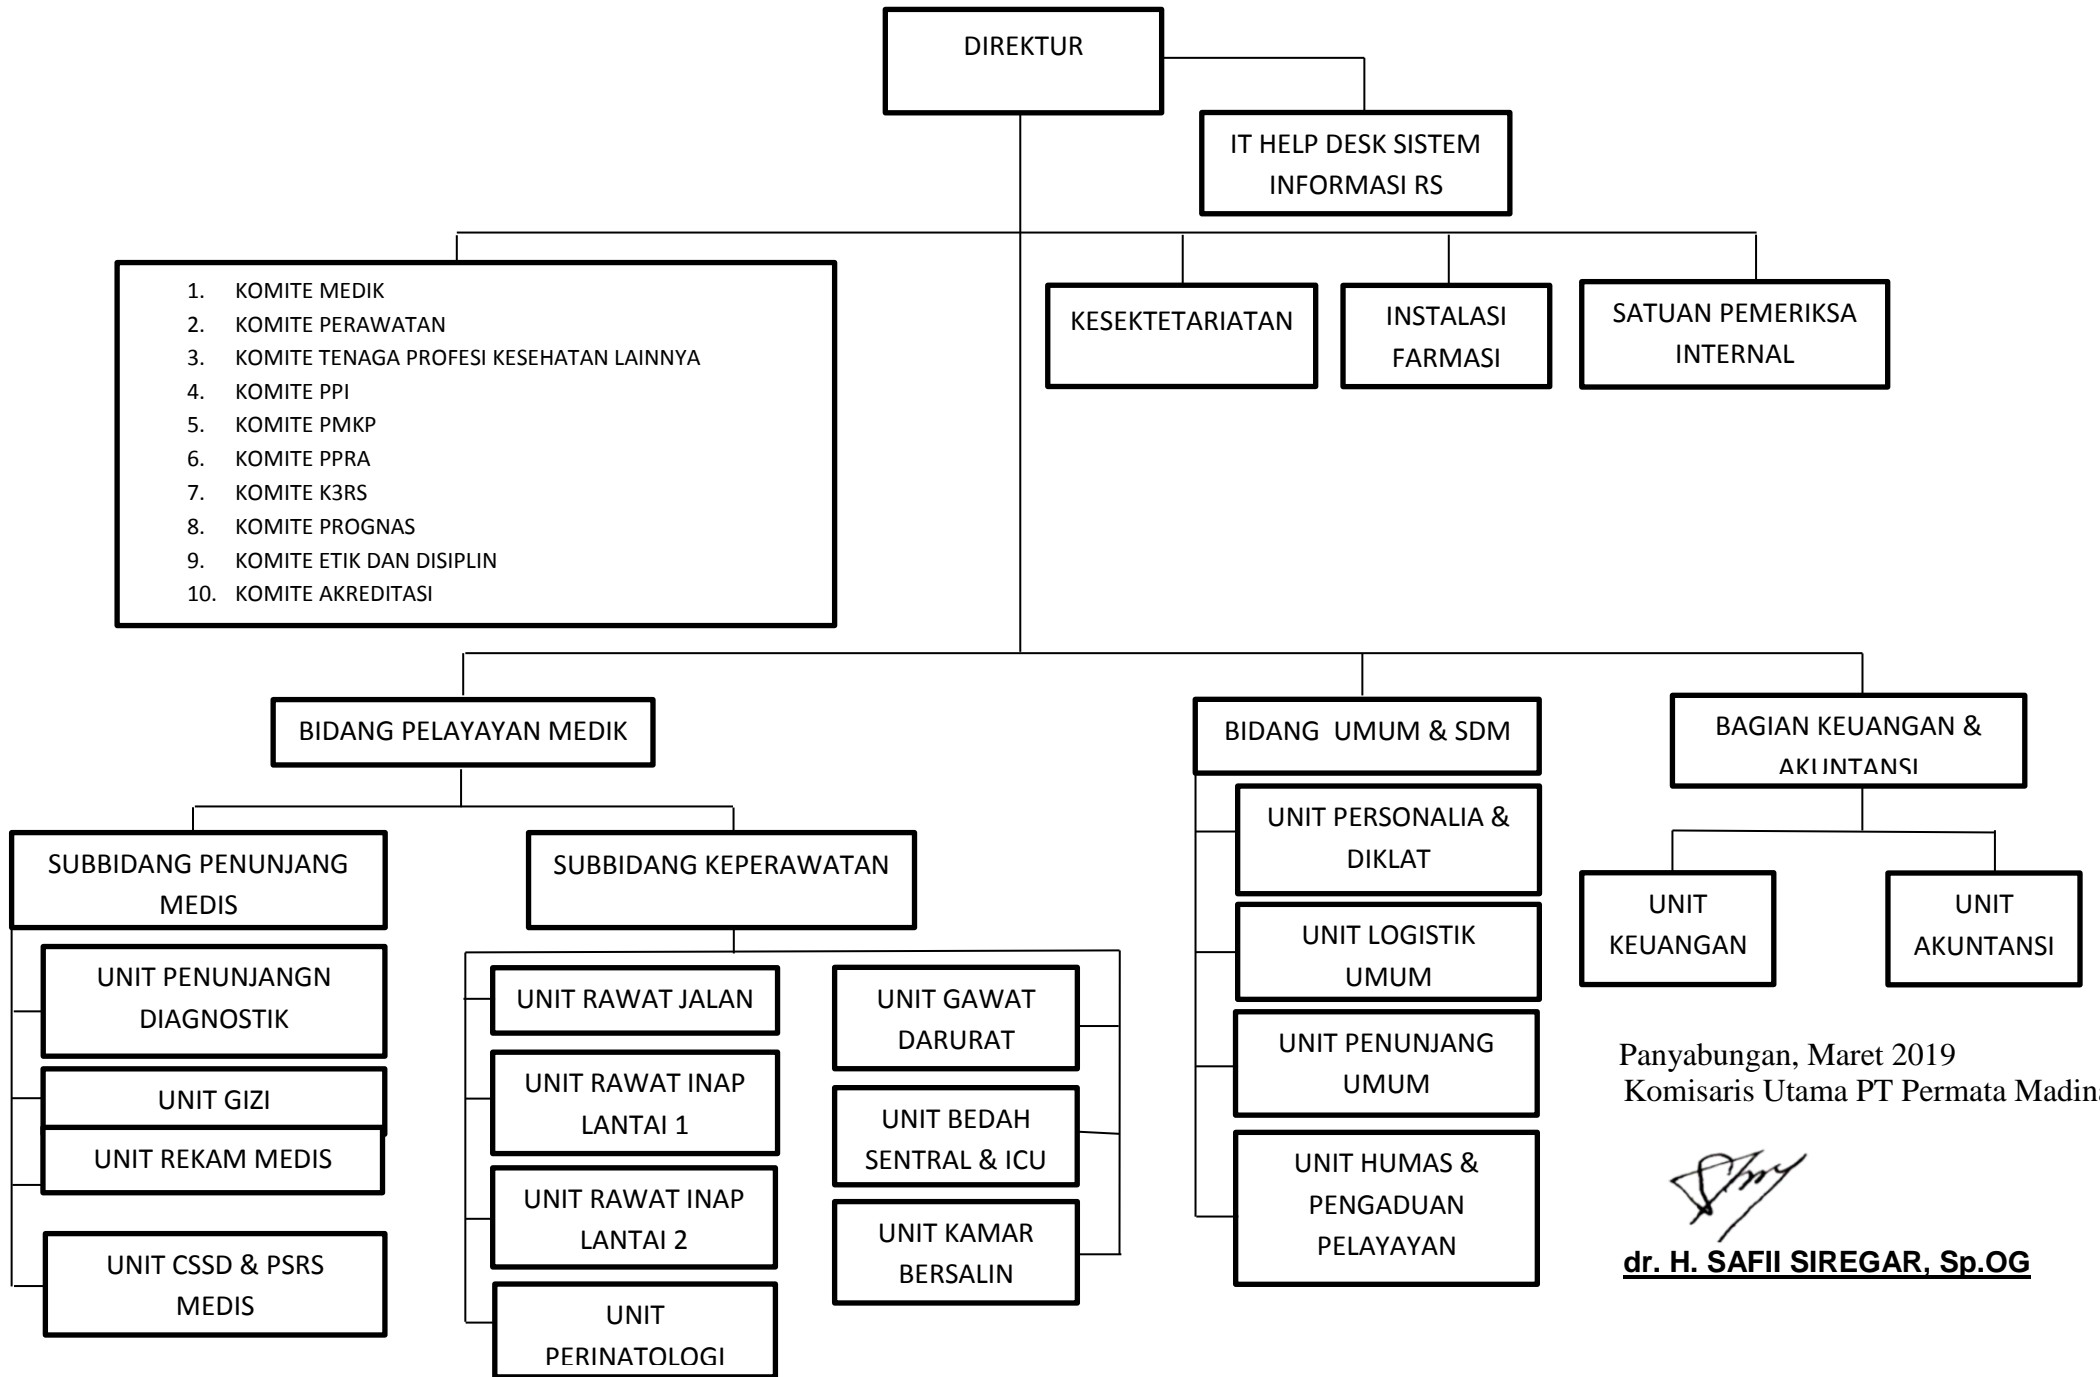 DIREKTUR
IT HELP DESK SISTEM
INFORMASI RS
1. KOMITE MEDIK
2. KOMITE PERAWATAN
3. KOMITE TENAGA PROFESI KESEHATAN LAINNYA
4. KOMITE PPI
5. KOMITE PMKP
6. KOMITE PPRA
7. KOMITE K3RS
8. KOMITE PROGNAS
9. KOMITE ETIK DAN DISIPLIN
10. KOMITE AKREDITASI
KESEKTETARIATAN
INSTALASI
FARMASI
SATUAN PEMERIKSA
INTERNAL
BIDANG PELAYAYAN MEDIK
BIDANG UMUM & SDM
BAGIAN KEUANGAN &
AKUNTANSI
SUBBIDANG PENUNJANG
MEDIS
UNIT PENUNJANGN
DIAGNOSTIK
UNIT GIZI
UNIT REKAM MEDIS
UNIT CSSD & PSRS
MEDIS
SUBBIDANG KEPERAWATAN
UNIT RAWAT JALAN
UNIT RAWAT INAP
LANTAI 1
UNIT RAWAT INAP
LANTAI 2
UNIT
PERINATOLOGI
UNIT GAWAT
DARURAT
UNIT BEDAH
SENTRAL & ICU
UNIT KAMAR
BERSALIN
UNIT PERSONALIA &
DIKLAT
UNIT LOGISTIK
UMUM
UNIT PENUNJANG
UMUM
UNIT HUMAS &
PENGADUAN
PELAYAYAN
UNIT
KEUANGAN
UNIT
AKUNTANSI
Panyabungan, Maret 2019
Komisaris Utama PT Permata Madina
dr. H. SAFII SIREGAR, Sp.OG